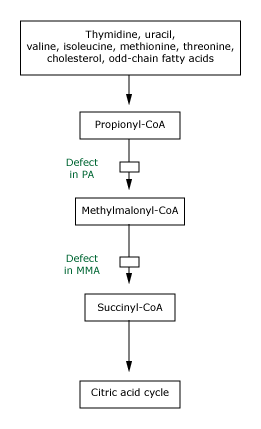 Thymidine, uracil,
valine, isoleucine, methionine, threonine,
cholesterol, odd-chain fatty acids
Propionyl-CoA
Defect
in PA
Methylmalonyl-CoA
Defect
in MMA
Succinyl-CoA
Citric acid cycle